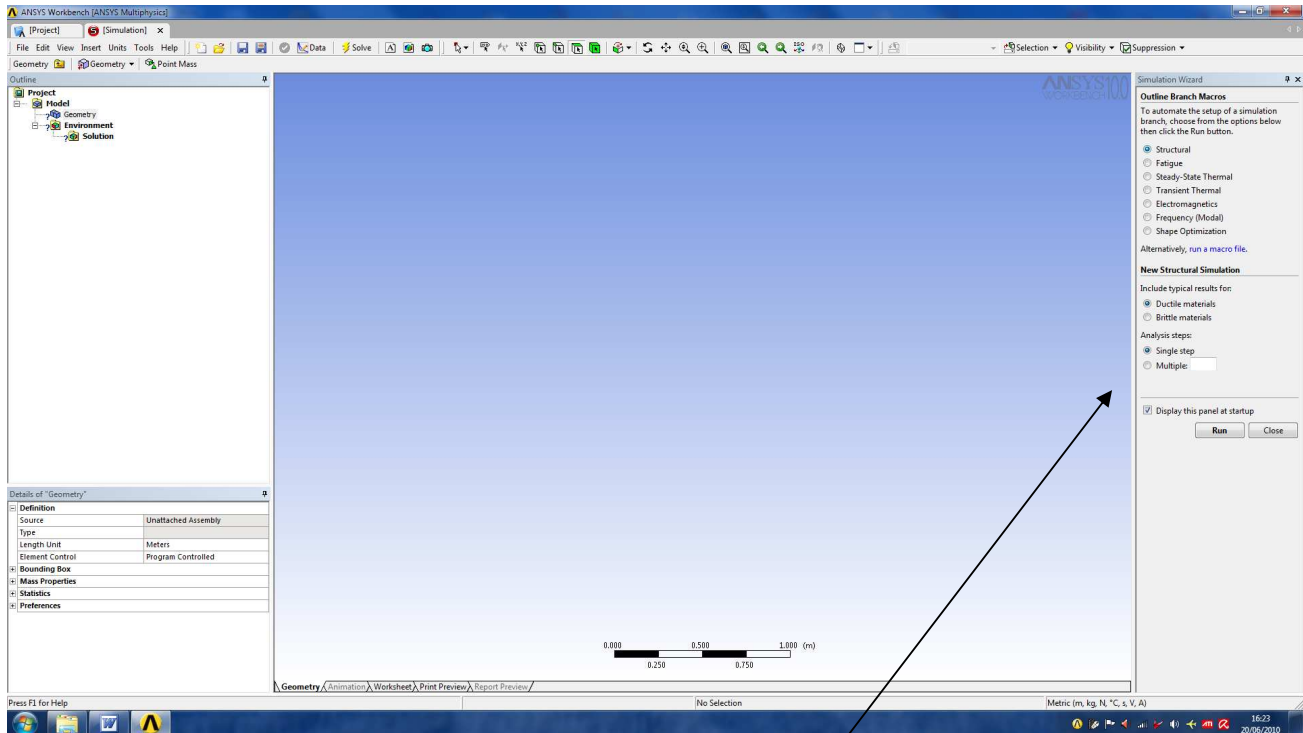 ANSYS Workbench [ANSYS Multiphysics]
[Project] [Simulation]
File Edit View Insert Units Tools Help Data Solve Selection Visibility Suppression
Geometry Geometry Point Mass
Outline
Project
Model
Geometry
Environment
Solution
Details of "Geometry"
Definition
Source Unattached Assembly
Type
Length Unit Meters
Element Control Program Controlled
Bounding Box
Mass Properties
Statistics
Preferences
ANSYS 10.0
WORKBENCH
0.000 0.500 1.000 (m)
0.250 0.750
Geometry Animation Worksheet Print Preview Report Preview
Simulation Wizard
Outline Branch Macros
To automate the setup of a simulation
branch, choose from the options below
then click the Run button.
Structural
Fatigue
Steady-State Thermal
Transient Thermal
Electromagnetics
Frequency (Modal)
Shape Optimization
Alternatively, run a macro file.
New Structural Simulation
Include typical results for:
Ductile materials
Brittle materials
Analysis steps:
Single step
Multiple:
Display this panel at startup
Run Close
Press F1 for Help No Selection Metric (m, kg, N, °C, s, V, A)
16:23
20/06/2010